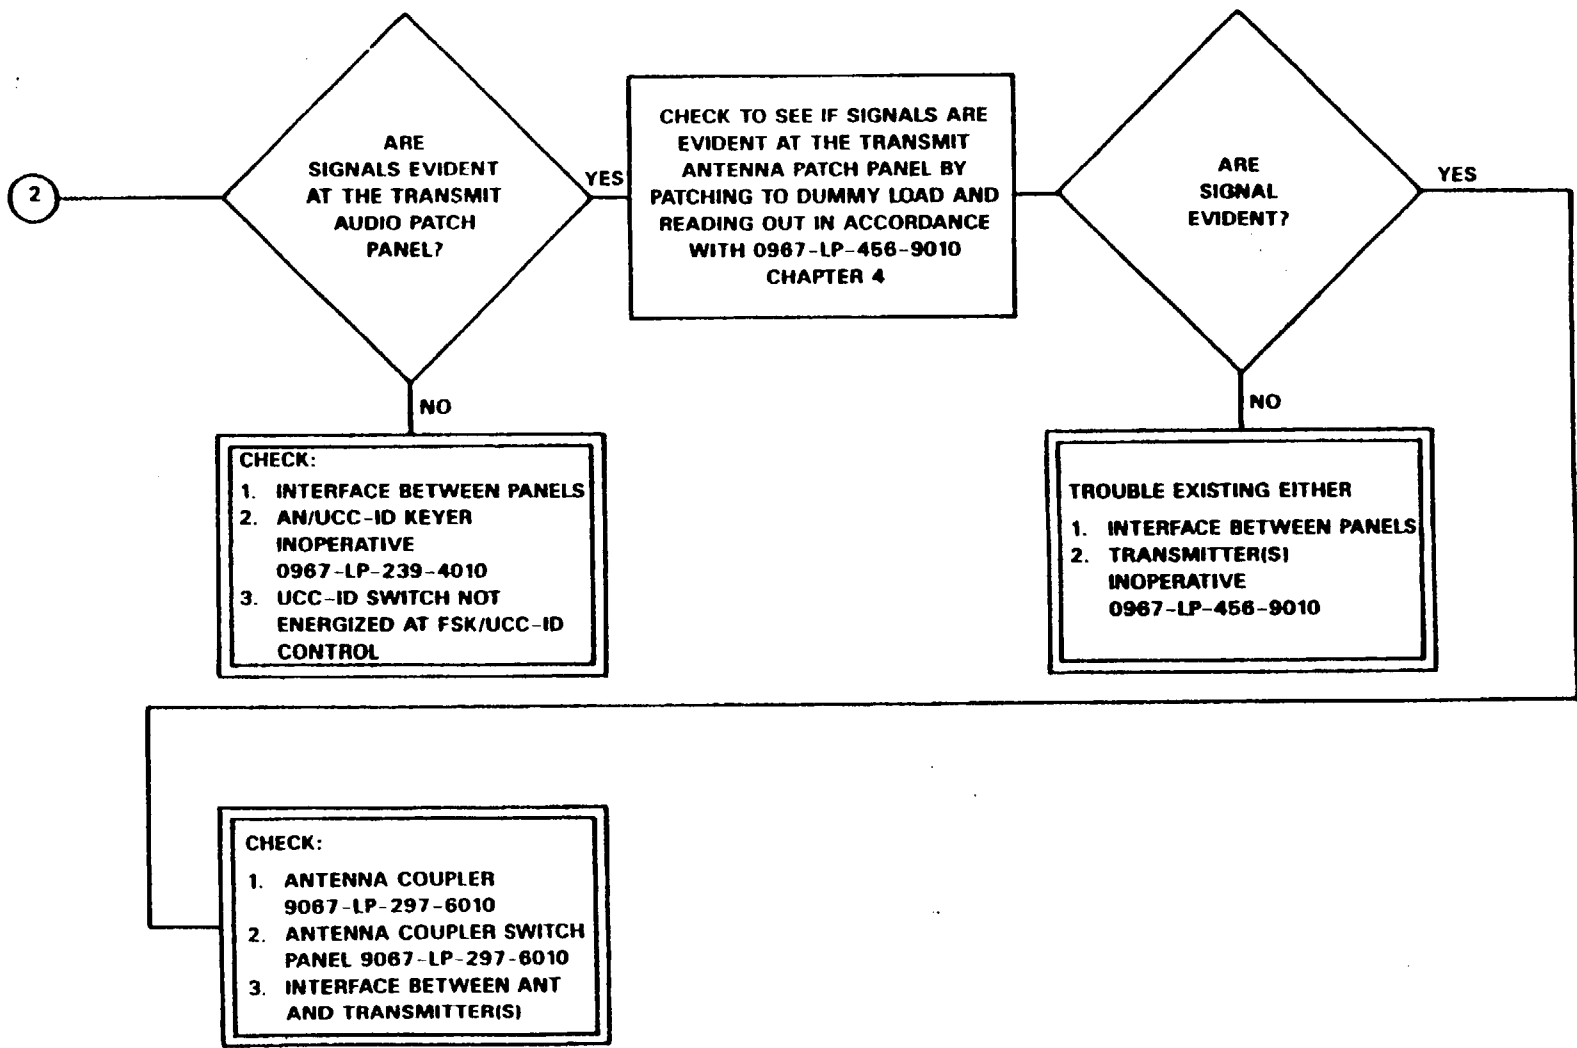 2
ARE
SIGNALS EVIDENT
AT THE TRANSMIT
AUDIO PATCH
PANEL?
YES
NO
CHECK TO SEE IF SIGNALS ARE
EVIDENT AT THE TRANSMIT
ANTENNA PATCH PANEL BY
PATCHING TO DUMMY LOAD AND
READING OUT IN ACCORDANCE
WITH 0967-LP-456-9010
CHAPTER 4
ARE
SIGNAL
EVIDENT?
YES
NO
CHECK:
1. INTERFACE BETWEEN PANELS
2. AN/UCC-ID KEYER
INOPERATIVE
0967-LP-239-4010
3. UCC-ID SWITCH NOT
ENERGIZED AT FSK/UCC-ID
CONTROL
TROUBLE EXISTING EITHER
1. INTERFACE BETWEEN PANELS
2. TRANSMITTER(S)
INOPERATIVE
0967-LP-456-9010
CHECK:
1. ANTENNA COUPLER
9067-LP-297-6010
2. ANTENNA COUPLER SWITCH
PANEL 9067-LP-297-6010
3. INTERFACE BETWEEN ANT
AND TRANSMITTER(S)